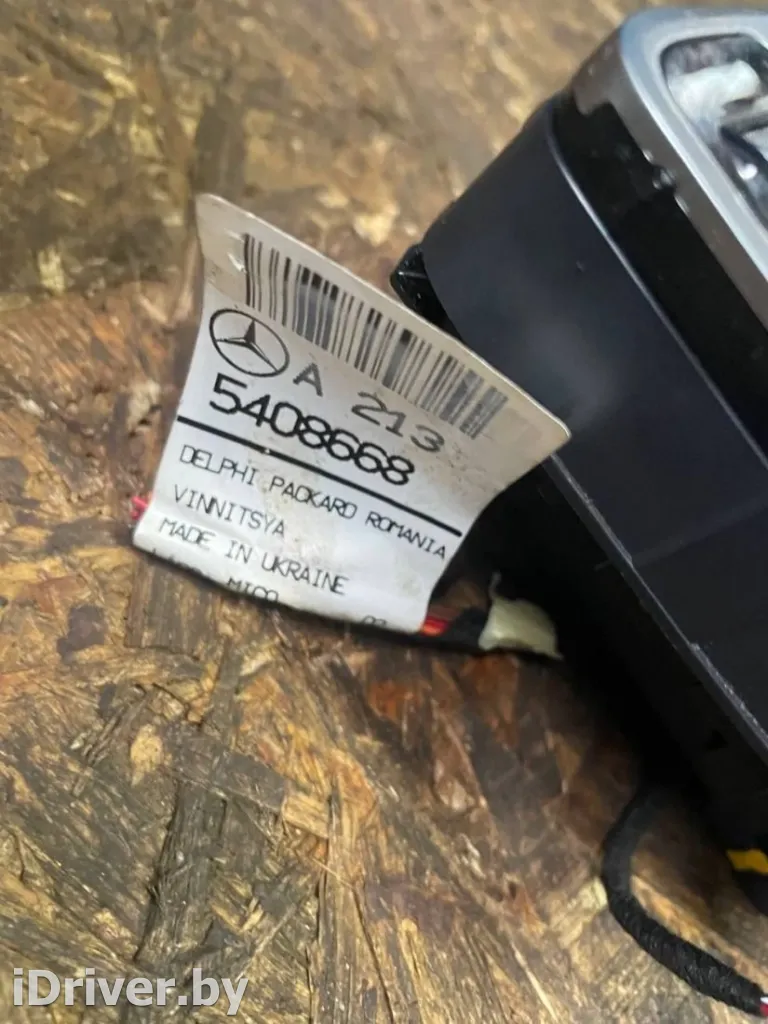 A 213
5408668
DELPHI PACKARD ROMANIA
VINNITSYA
MADE IN UKRAINE
iDriver.by